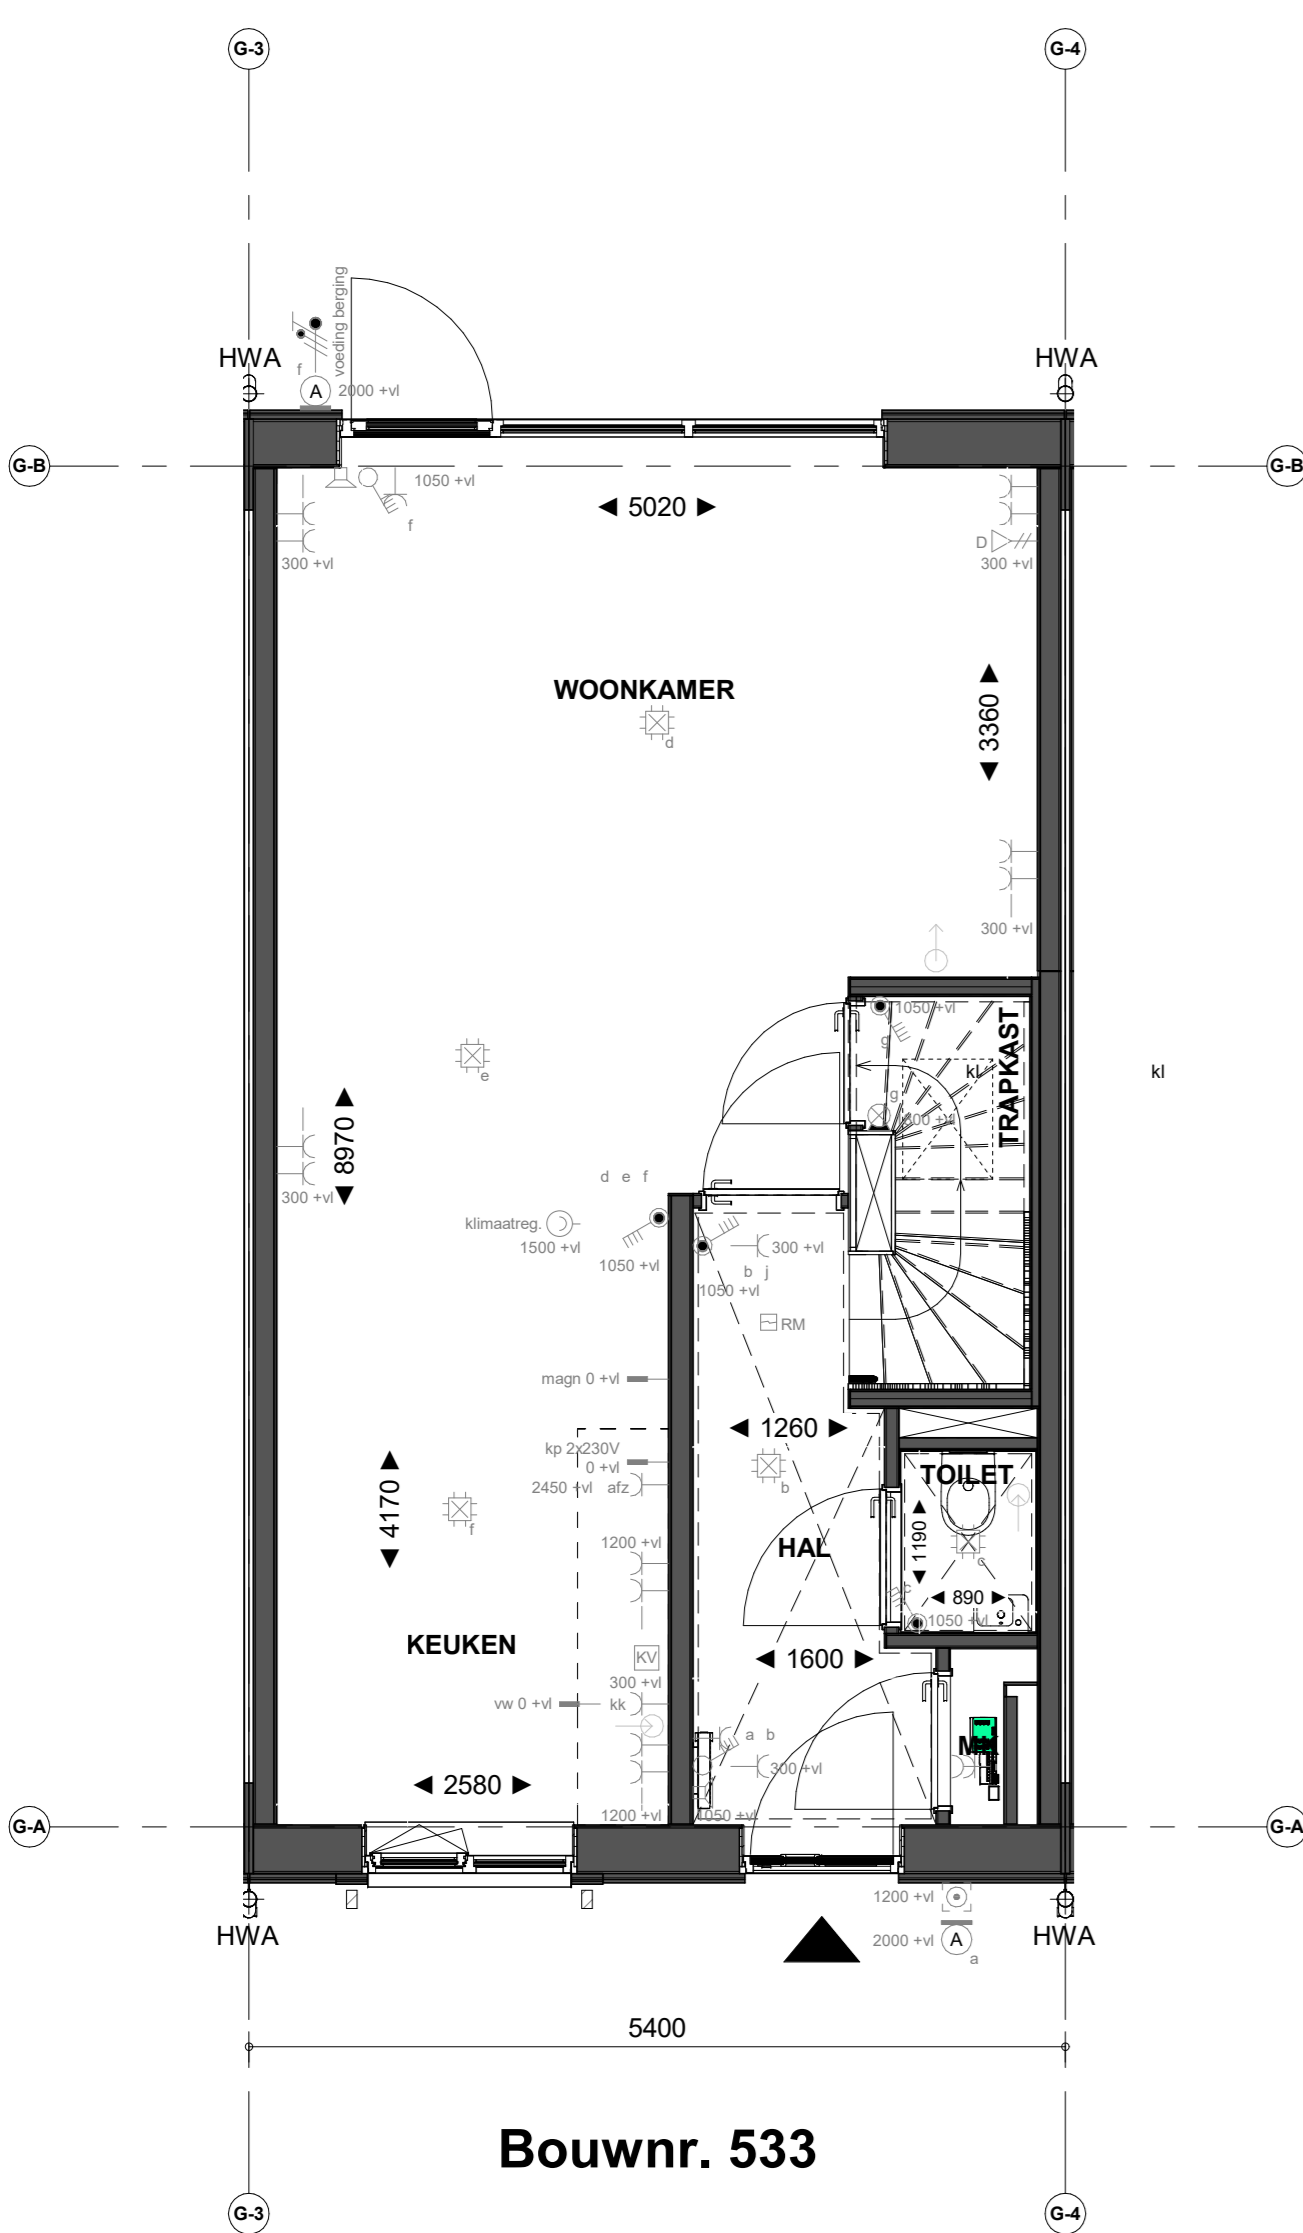 G-3 G-4
voeding berging
HWA f HWA
A 2000 +vl
G-B G-B
1050 +vl
f
◄ 5020 ►
D
300 +vl 300 +vl
WOONKAMER
d
◄ 3360 ►
300 +vl
1050 +vl
g
TRAPKAST
e
kl kl
g
300 +vl
◄ 8970 ►
d e f
300 +vl
klimaatreg.
1500 +vl
300 +vl
1050 +vl
b j
1050 +vl
RM
magn 0 +vl
◄ 1260 ►
kp 2x230V
0 +vl
2450 +vl afz
TOILET
b
◄ 4170 ►
f
1200 +vl
HAL
◄ 1190 ►
c
c
◄ 890 ►
1050 +vl
KEUKEN
KV
◄ 1600 ►
300 +vl
vw 0 +vl kk
a b
MK
300 +vl
◄ 2580 ►
1200 +vl 1050 +vl
G-A G-A
1200 +vl
HWA HWA
2000 +vl A
a
5400
Bouwnr. 533
G-3 G-4